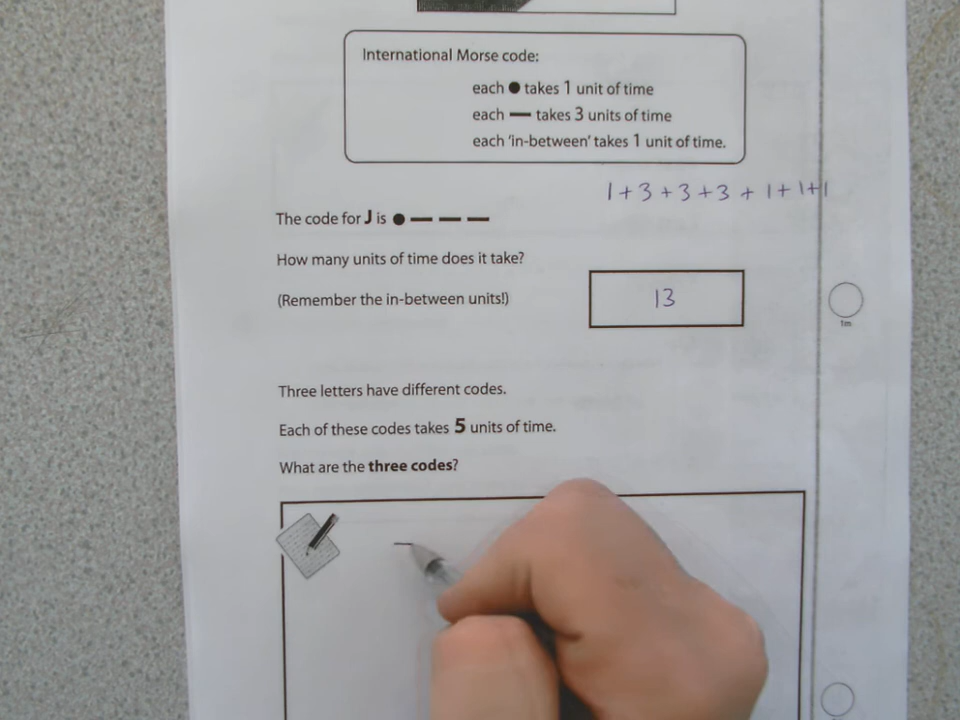 International Morse code:
each ● takes 1 unit of time
each — takes 3 units of time
each 'in-between' takes 1 unit of time.
1+3+3+3+1+1+1
The code for J is ● — — —
How many units of time does it take?
(Remember the in-between units!)
13
1m
Three letters have different codes.
Each of these codes takes 5 units of time.
What are the three codes?